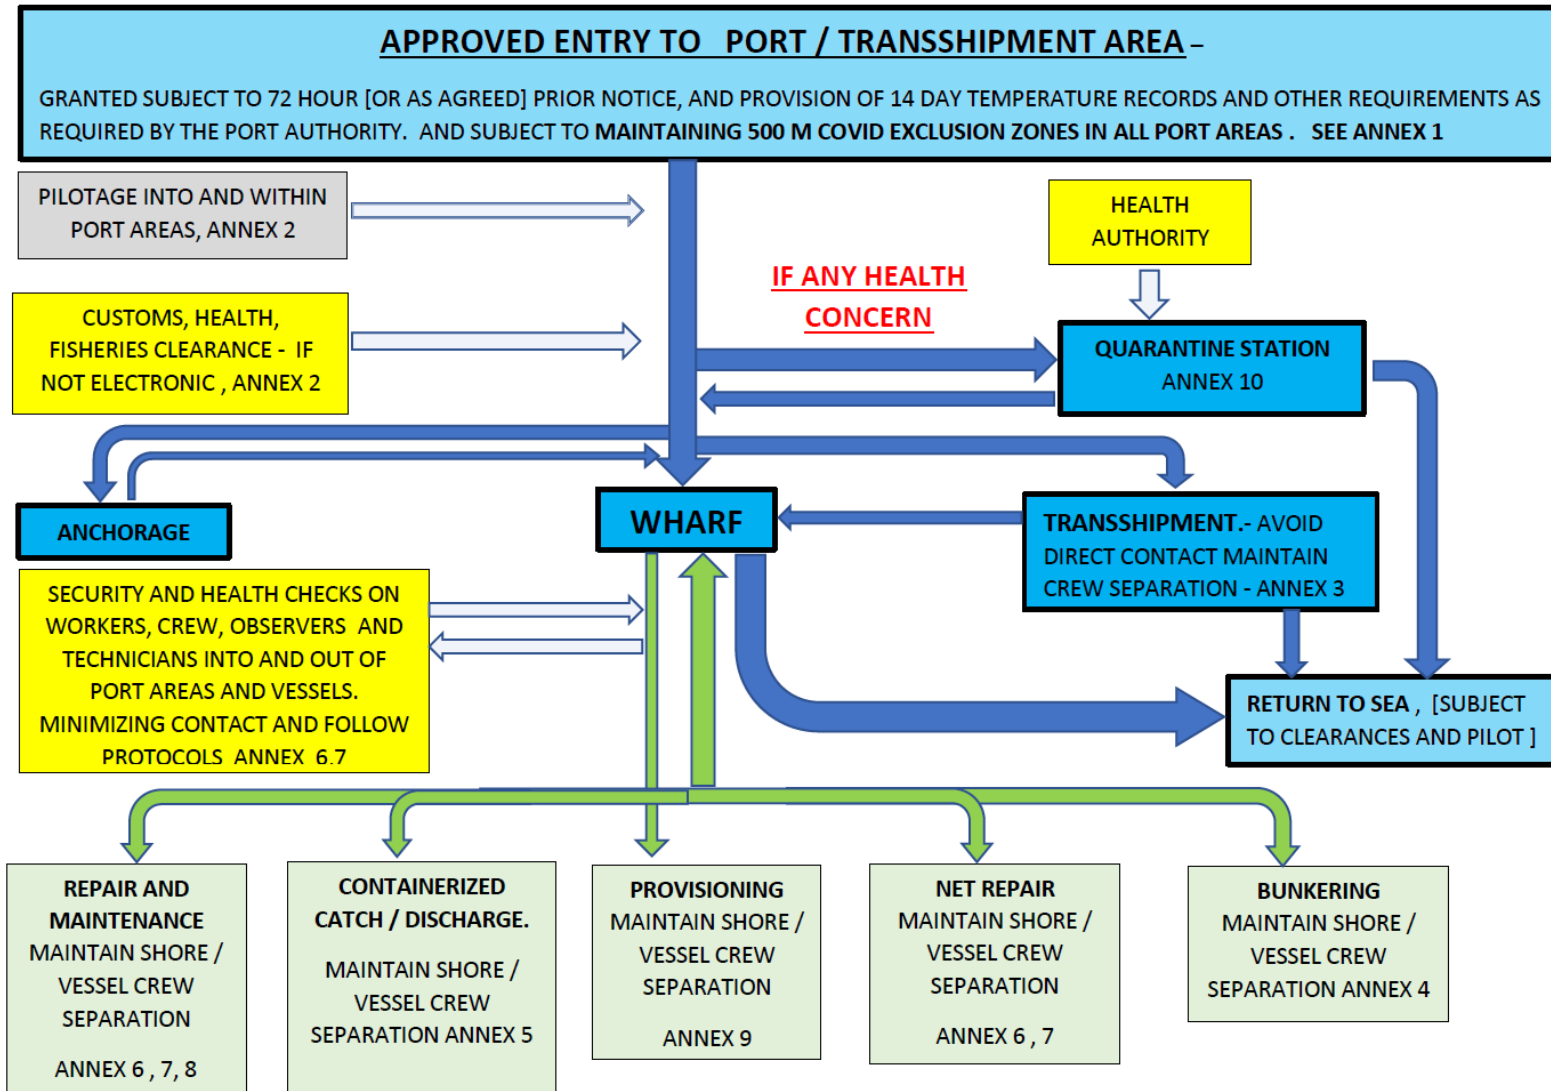 APPROVED ENTRY TO PORT / TRANSSHIPMENT AREA –
GRANTED SUBJECT TO 72 HOUR [OR AS AGREED] PRIOR NOTICE, AND PROVISION OF 14 DAY TEMPERATURE RECORDS AND OTHER REQUIREMENTS AS
REQUIRED BY THE PORT AUTHORITY. AND SUBJECT TO MAINTAINING 500 M COVID EXCLUSION ZONES IN ALL PORT AREAS . SEE ANNEX 1
PILOTAGE INTO AND WITHIN
PORT AREAS, ANNEX 2
HEALTH
AUTHORITY
IF ANY HEALTH
CONCERN
CUSTOMS, HEALTH,
FISHERIES CLEARANCE - IF
NOT ELECTRONIC , ANNEX 2
QUARANTINE STATION
ANNEX 10
ANCHORAGE
WHARF
TRANSSHIPMENT.- AVOID
DIRECT CONTACT MAINTAIN
CREW SEPARATION - ANNEX 3
SECURITY AND HEALTH CHECKS ON
WORKERS, CREW, OBSERVERS AND
TECHNICIANS INTO AND OUT OF
PORT AREAS AND VESSELS.
MINIMIZING CONTACT AND FOLLOW
PROTOCOLS ANNEX 6,7
RETURN TO SEA , [SUBJECT
TO CLEARANCES AND PILOT ]
REPAIR AND
MAINTENANCE
MAINTAIN SHORE /
VESSEL CREW
SEPARATION
ANNEX 6 , 7, 8
CONTAINERIZED
CATCH / DISCHARGE.
MAINTAIN SHORE /
VESSEL CREW
SEPARATION ANNEX 5
PROVISIONING
MAINTAIN SHORE /
VESSEL CREW
SEPARATION
ANNEX 9
NET REPAIR
MAINTAIN SHORE /
VESSEL CREW
SEPARATION
ANNEX 6 , 7
BUNKERING
MAINTAIN SHORE /
VESSEL CREW
SEPARATION ANNEX 4